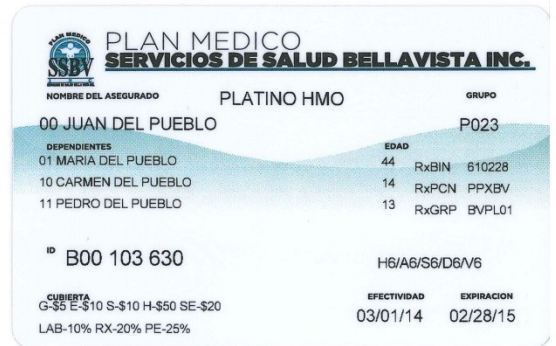 PLAN MEDICO
SSBV
PLAN MEDICO
SERVICIOS DE SALUD BELLAVISTA INC.
NOMBRE DEL ASEGURADO PLATINO HMO GRUPO
00 JUAN DEL PUEBLO P023
DEPENDIENTES EDAD
01 MARIA DEL PUEBLO 44 RxBIN 610228
10 CARMEN DEL PUEBLO 14 RxPCN PPXBV
11 PEDRO DEL PUEBLO 13 RxGRP BVPL01
ID B00 103 630 H6/A6/S6/D6/V6
CUBIERTA EFECTIVIDAD EXPIRACION
G-$5 E-$10 S-$10 H-$50 SE-$20 03/01/14 02/28/15
LAB-10% RX-20% PE-25%